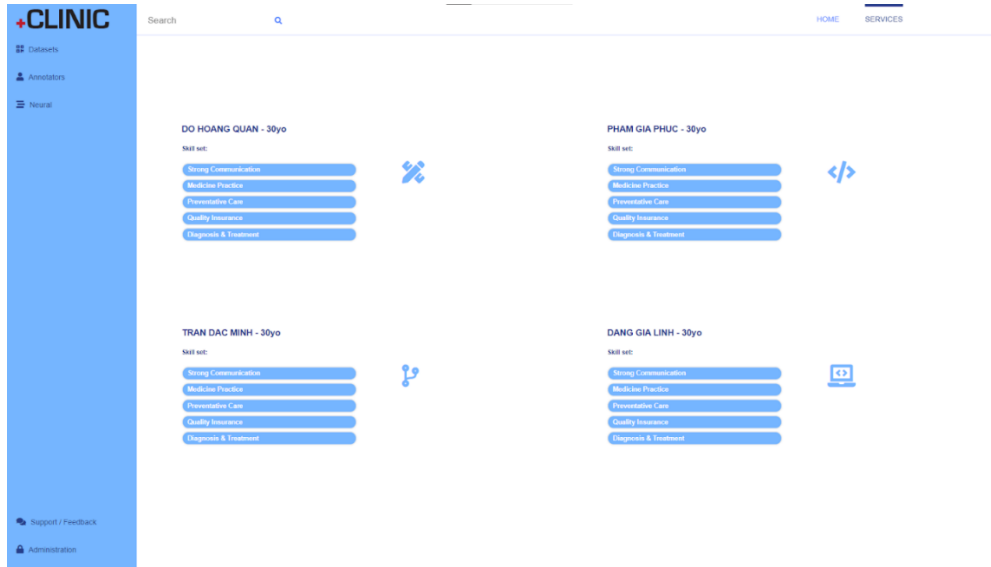 +CLINIC
Search
HOME
SERVICES
Datasets
Annotators
Neural
DO HOANG QUAN - 30yo
Skill set:
Strong Communication
Medicine Practice
Preventative Care
Quality Insurance
Diagnosis & Treatment
PHAM GIA PHUC - 30yo
Skill set:
Strong Communication
Medicine Practice
Preventative Care
Quality Insurance
Diagnosis & Treatment
TRAN DAC MINH - 30yo
Skill set:
Strong Communication
Medicine Practice
Preventative Care
Quality Insurance
Diagnosis & Treatment
DANG GIA LINH - 30yo
Skill set:
Strong Communication
Medicine Practice
Preventative Care
Quality Insurance
Diagnosis & Treatment
Support / Feedback
Administration